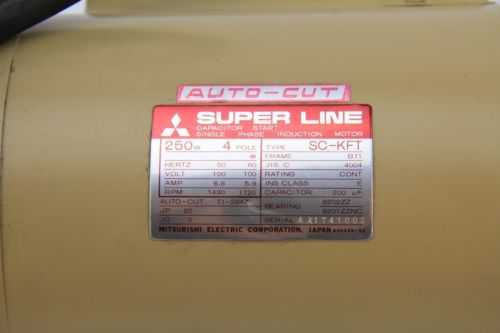 AUTO-CUT
SUPER LINE
CAPACITOR START
SINGLE PHASE INDUCTION MOTOR
250W 4 POLE TYPE SC-KFT
FRAME B71
HERTZ 50 60 JIS C 4004
VOLT 100 100 RATING CONT
AMP 6.8 5.9 INS CLASS E
RPM 1430 1720 CAPACITOR 200 µF
AUTO-CUT BEARING 6202ZZ
JP 20 6201ZZNC
JC 0 SERIAL
MITSUBISHI ELECTRIC CORPORATION, JAPAN